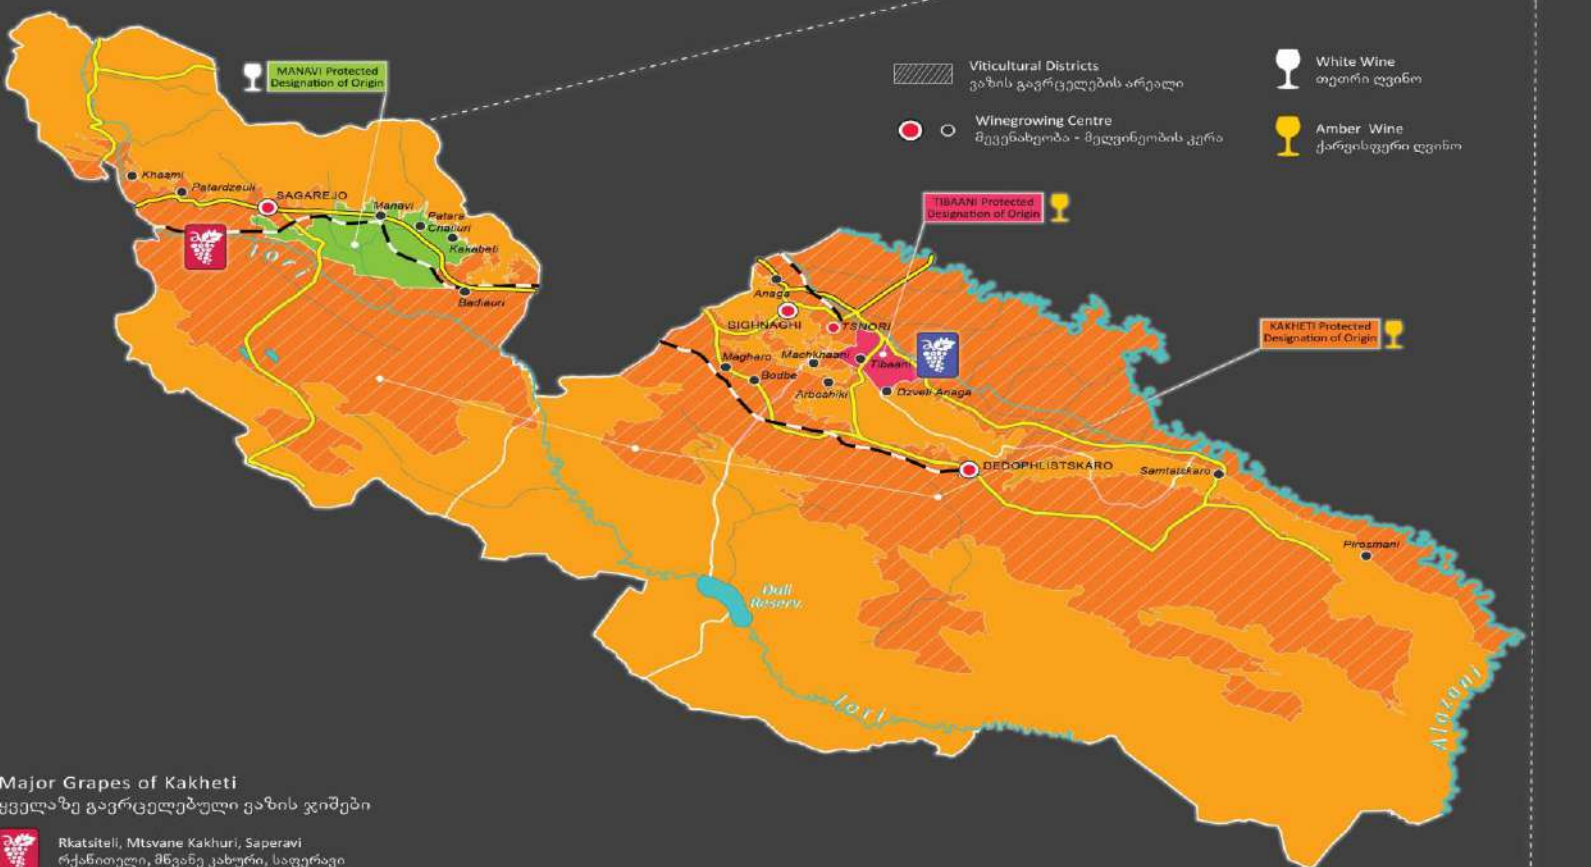 MANAVI Protected
Designation of Origin
Viticultural Districts
ვაზის გავრცელების არეალი
Winegrowing Centre
მევენახეობა - მეღვინეობის კერა
White Wine
თეთრი ღვინო
Amber Wine
ქარვისფერი ღვინო
Khaami
Patardzeuli
SAGAREJO
Manavi
Patara
Chailuri
Kakabeti
Badiauri
Iori
TIBAANI Protected
Designation of Origin
KAKHETI Protected
Designation of Origin
Anaga
SIGHNAGHI
TSNORI
Magharo
Machkhaani
Tibaani
Bodbe
Arboshiki
Dzveli Anaga
DEDOPHLISTSKARO
Samtatskaro
Pirosmani
Dali
Reserv.
Iori
Alazani
Major Grapes of Kakheti
ყველაზე გავრცელებული ვაზის ჯიშები
Rkatsiteli, Mtsvane Kakhuri, Saperavi
რქაწითელი, მწვანე კახური, საფერავი